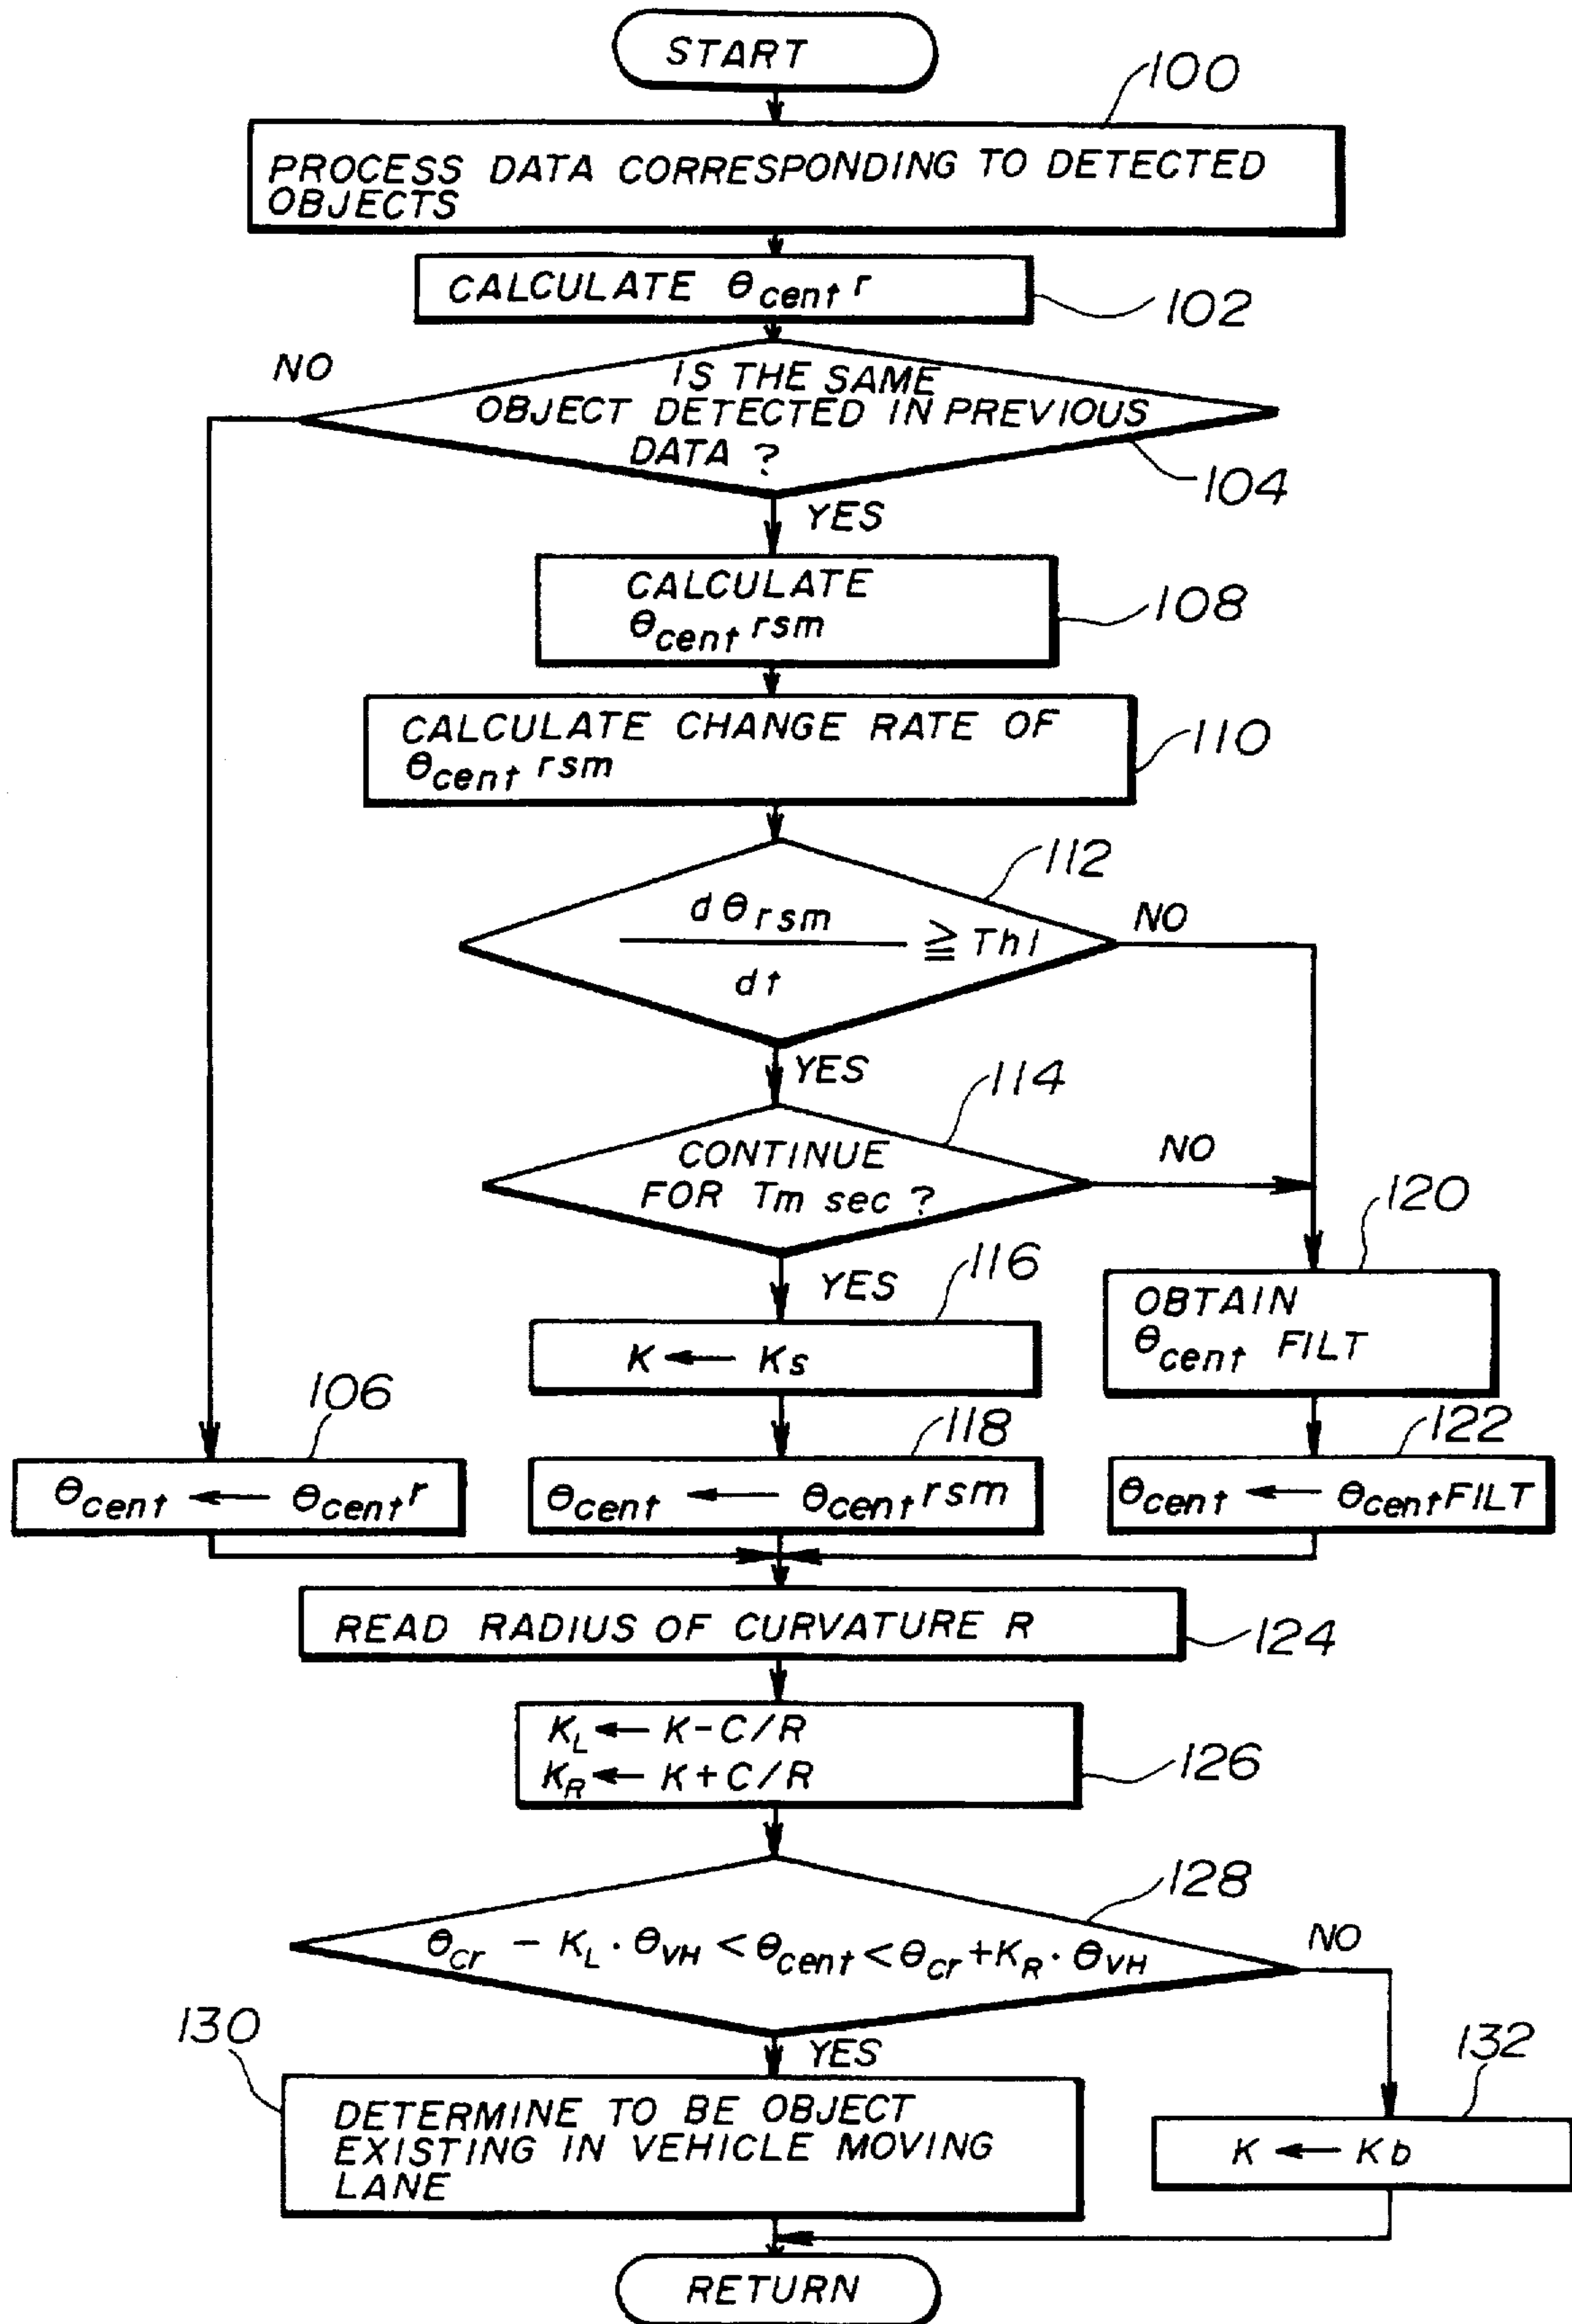 START
100
PROCESS DATA CORRESPONDING TO DETECTED
OBJECTS
CALCULATE θcent r
102
NO
IS THE SAME
OBJECT DETECTED IN PREVIOUS
DATA ?
104
YES
CALCULATE
θcent rsm
108
CALCULATE CHANGE RATE OF
θcent rsm
110
112
dθrsm
≧ Th1
dt
NO
YES
114
CONTINUE
FOR Tm sec ?
NO
120
YES
116
OBTAIN
θcent FILT
K ← Ks
106
118
122
θcent ← θcent r
θcent ← θcent rsm
θcent ← θcent FILT
READ RADIUS OF CURVATURE R
124
KL ← K-C/R
KR ← K+C/R
126
128
θcr - KL · θVH < θcent < θcr + KR · θVH
NO
130
YES
132
DETERMINE TO BE OBJECT
EXISTING IN VEHICLE MOVING
LANE
K ← Kb
RETURN